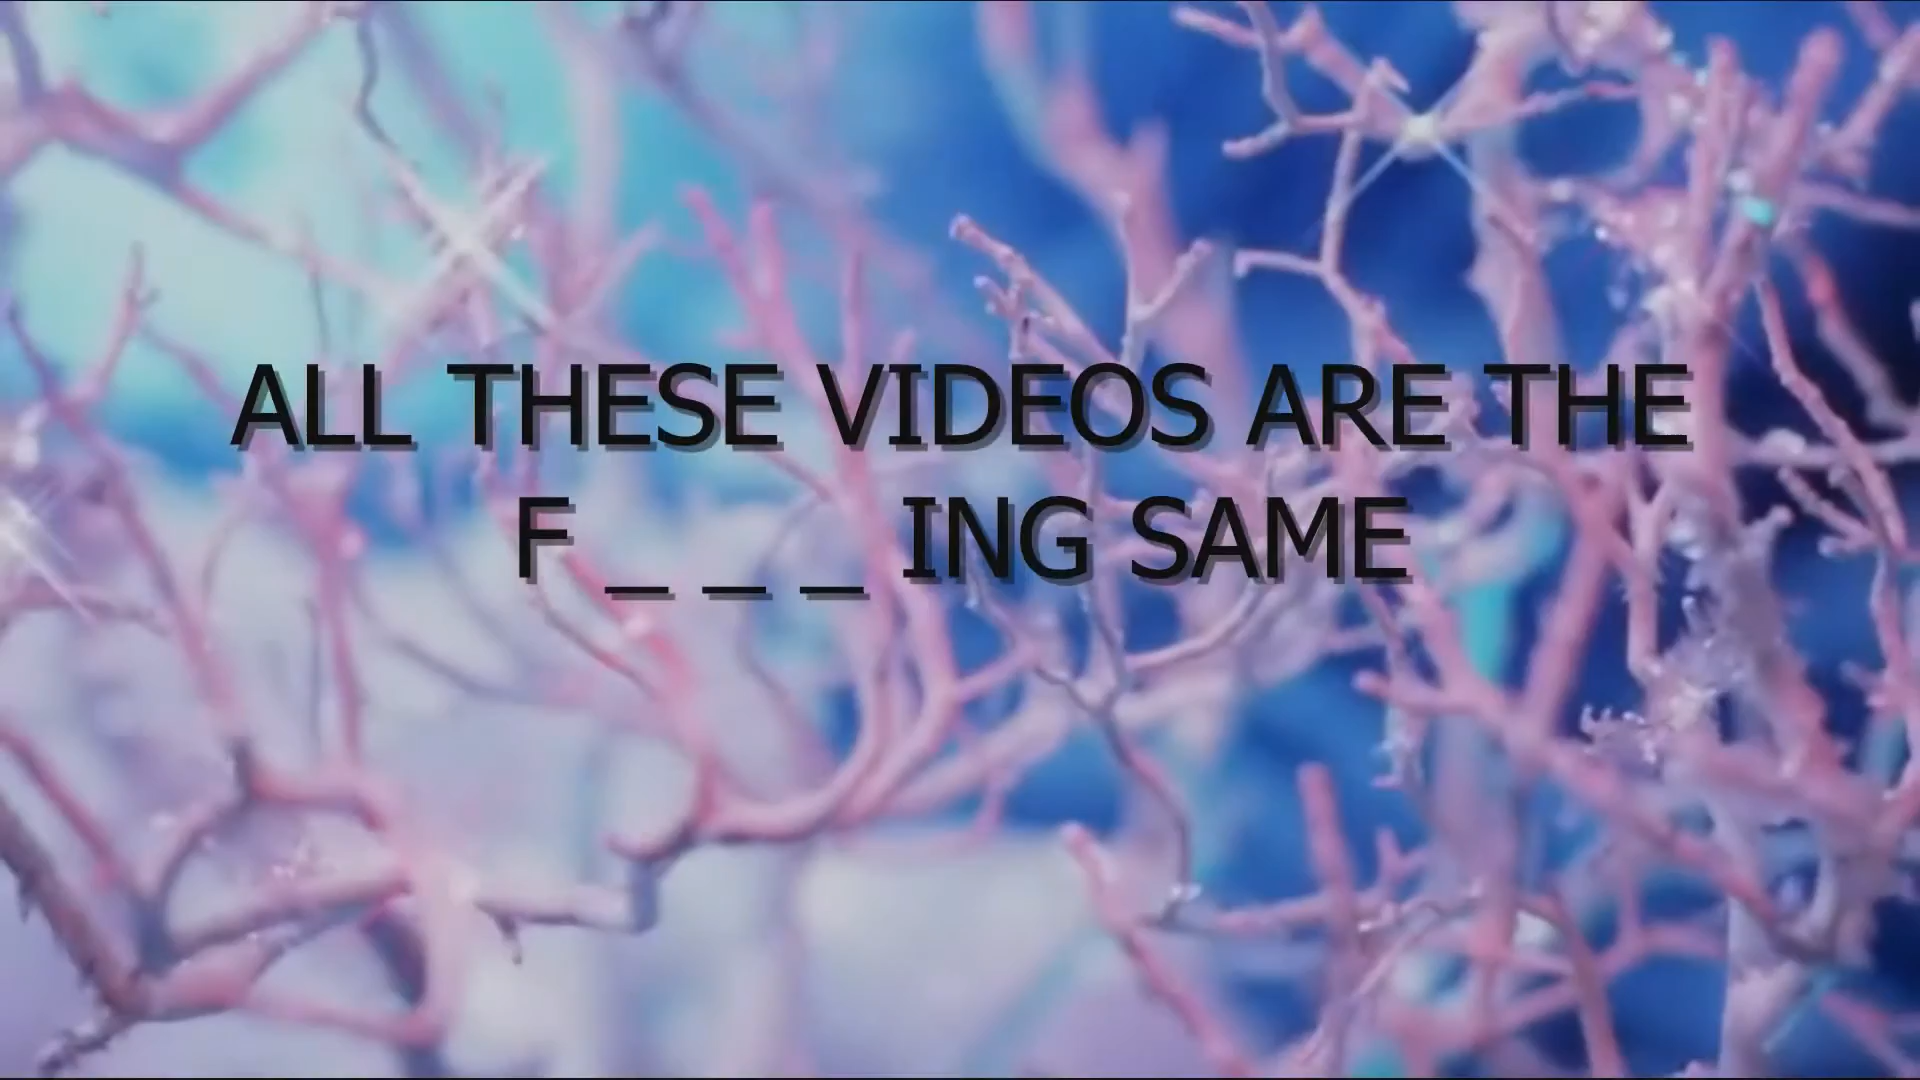 ALL THESE VIDEOS ARE THE
F _ _ _ ING SAME